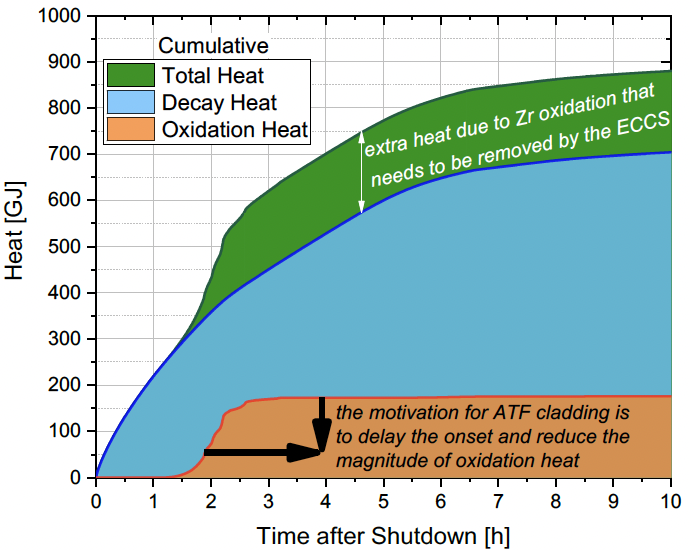 1000
900
800
700
600
500
400
300
200
100
0
Heat [GJ]
Cumulative
Total Heat
Decay Heat
Oxidation Heat
extra heat due to Zr oxidation that
needs to be removed by the ECCS
the motivation for ATF cladding is
to delay the onset and reduce the
magnitude of oxidation heat
0 1 2 3 4 5 6 7 8 9 10
Time after Shutdown [h]